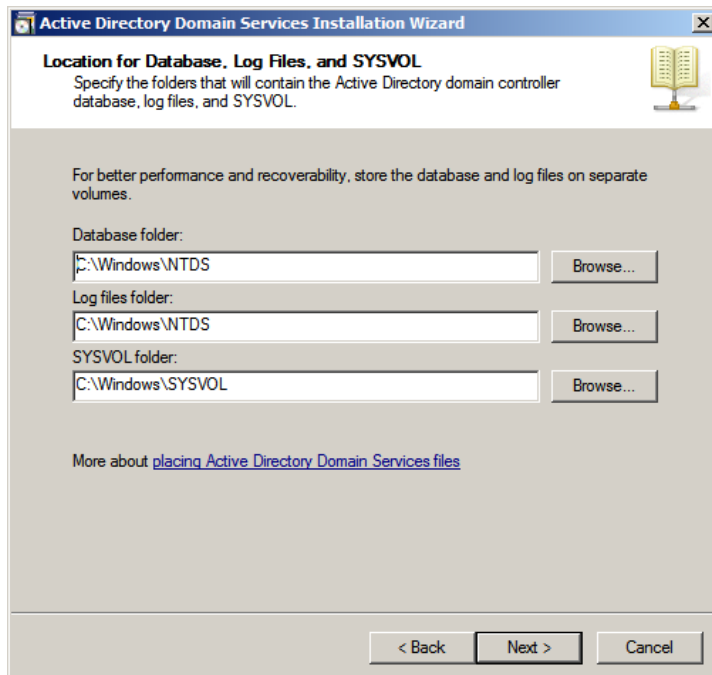 Active Directory Domain Services Installation Wizard
Location for Database, Log Files, and SYSVOL
Specify the folders that will contain the Active Directory domain controller
database, log files, and SYSVOL.
For better performance and recoverability, store the database and log files on separate
volumes.
Database folder:
C:\Windows\NTDS
Browse...
Log files folder:
C:\Windows\NTDS
Browse...
SYSVOL folder:
C:\Windows\SYSVOL
Browse...
More about placing Active Directory Domain Services files
< Back
Next >
Cancel